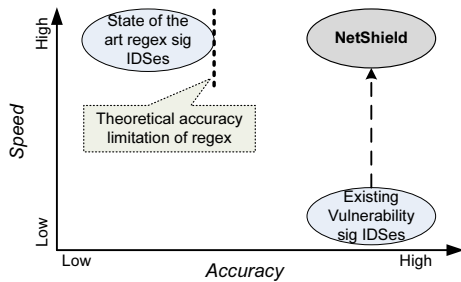 High
Speed
Low
State of the
art regex sig
IDSes
NetShield
Theoretical accuracy
limitation of regex
Existing
Vulnerability
sig IDSes
Low
Accuracy
High